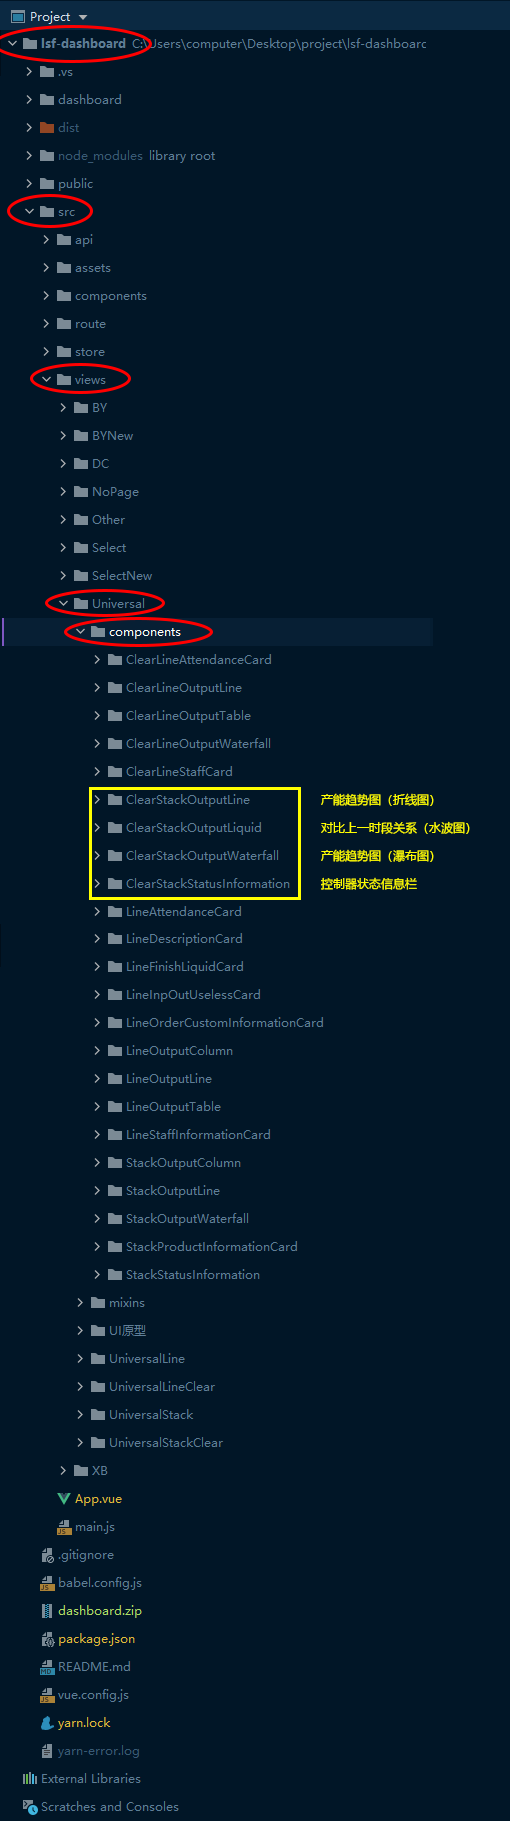 Project
lsf-dashboard C:\Users\computer\Desktop\project\lsf-dashboard
.vs
dashboard
dist
node_modules library root
public
src
api
assets
components
route
store
views
BY
BYNew
DC
NoPage
Other
Select
SelectNew
Universal
components
ClearLineAttendanceCard
ClearLineOutputLine
ClearLineOutputTable
ClearLineOutputWaterfall
ClearLineStaffCard
ClearStackOutputLine 产能趋势图（折线图）
ClearStackOutputLiquid 对比上一时段关系（水波图）
ClearStackOutputWaterfall 产能趋势图（瀑布图）
ClearStackStatusInformation 控制器状态信息栏
LineAttendanceCard
LineDescriptionCard
LineFinishLiquidCard
LineInpOutUselessCard
LineOrderCustomInformationCard
LineOutputColumn
LineOutputLine
LineOutputTable
LineStaffInformationCard
StackOutputColumn
StackOutputLine
StackOutputWaterfall
StackProductInformationCard
StackStatusInformation
mixins
UI原型
UniversalLine
UniversalLineClear
UniversalStack
UniversalStackClear
XB
App.vue
main.js
.gitignore
babel.config.js
dashboard.zip
package.json
README.md
vue.config.js
yarn.lock
yarn-error.log
External Libraries
Scratches and Consoles